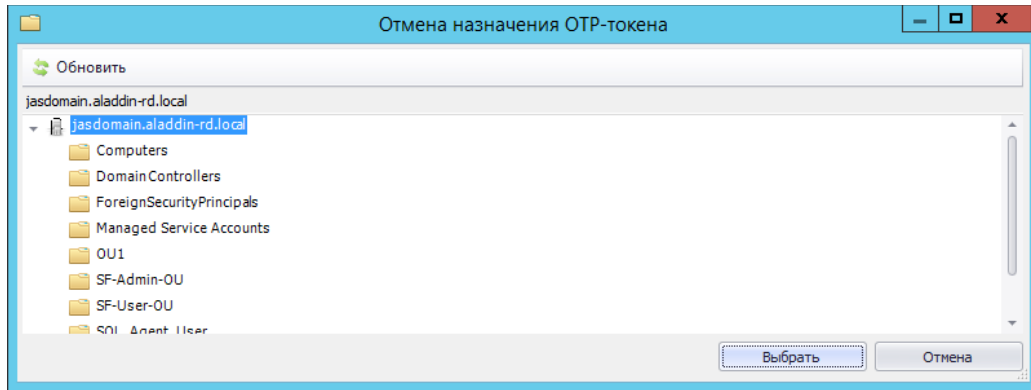 Отмена назначения OTP-токена
Обновить
jasdomain.aladdin-rd.local
jasdomain.aladdin-rd.local
Computers
Domain Controllers
ForeignSecurityPrincipals
Managed Service Accounts
OU1
SF-Admin-OU
SF-User-OU
SQL_Agent_User
Выбрать
Отмена